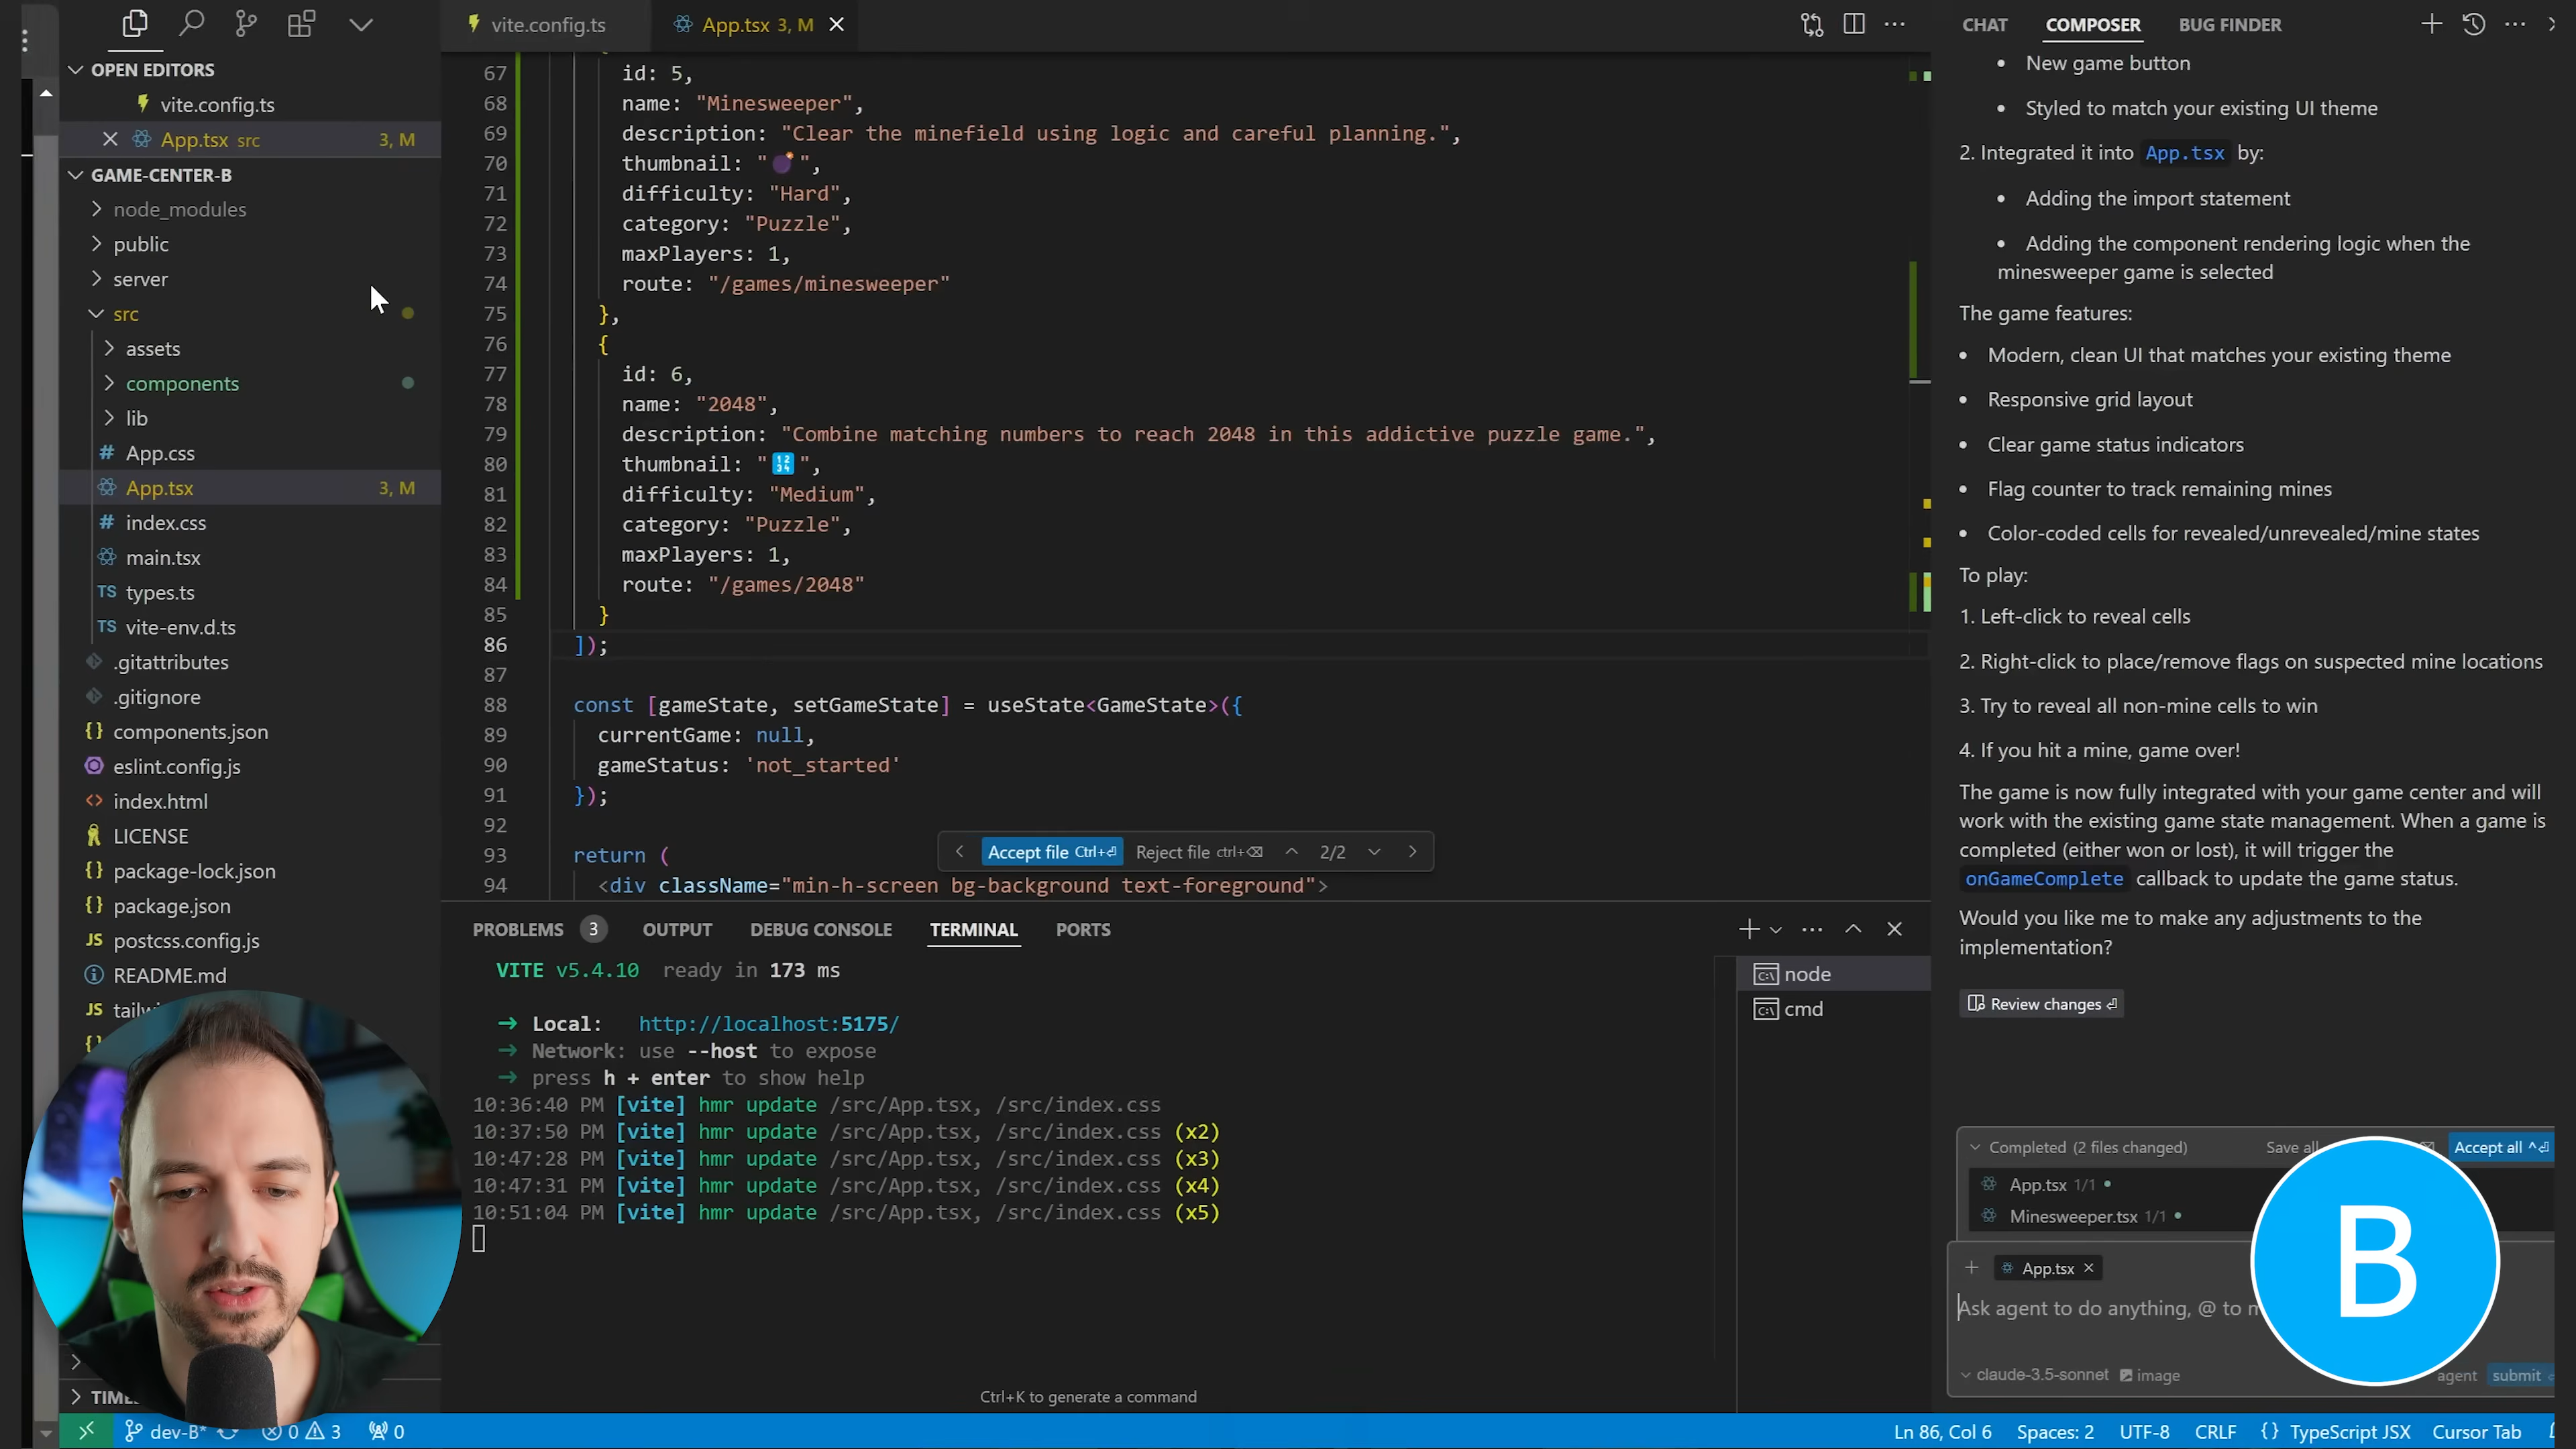 vite.config.ts
App.tsx 3, M
CHAT
COMPOSER
BUG FINDER
OPEN EDITORS
vite.config.ts
App.tsx src 3, M
GAME-CENTER-B
node_modules
public
server
src
assets
components
lib
App.css
App.tsx 3, M
index.css
main.tsx
TS types.ts
TS vite-env.d.ts
.gitattributes
.gitignore
components.json
eslint.config.js
index.html
LICENSE
package-lock.json
package.json
JS postcss.config.js
README.md
JS
67 id: 5,
68 name: "Minesweeper",
69 description: "Clear the minefield using logic and careful planning.",
70 thumbnail: "💣",
71 difficulty: "Hard",
72 category: "Puzzle",
73 maxPlayers: 1,
74 route: "/games/minesweeper"
75 },
76 {
77 id: 6,
78 name: "2048",
79 description: "Combine matching numbers to reach 2048 in this addictive puzzle game.",
80 thumbnail: "🔢",
81 difficulty: "Medium",
82 category: "Puzzle",
83 maxPlayers: 1,
84 route: "/games/2048"
85 }
86 ]);
87
88 const [gameState, setGameState] = useState<GameState>({
89 currentGame: null,
90 gameStatus: 'not_started'
91 });
92
93 return (
94 <div className="min-h-screen bg-background text-foreground">
Accept file Ctrl+⏎ Reject file ctrl+⌫ 2/2
PROBLEMS 3 OUTPUT DEBUG CONSOLE TERMINAL PORTS
VITE v5.4.10 ready in 173 ms
➜ Local: http://localhost:5175/
➜ Network: use --host to expose
➜ press h + enter to show help
10:36:40 PM [vite] hmr update /src/App.tsx, /src/index.css
10:37:50 PM [vite] hmr update /src/App.tsx, /src/index.css (x2)
10:47:28 PM [vite] hmr update /src/App.tsx, /src/index.css (x3)
10:47:31 PM [vite] hmr update /src/App.tsx, /src/index.css (x4)
10:51:04 PM [vite] hmr update /src/App.tsx, /src/index.css (x5)
node
cmd
Ctrl+K to generate a command
• New game button
• Styled to match your existing UI theme
2. Integrated it into App.tsx by:
• Adding the import statement
• Adding the component rendering logic when the
minesweeper game is selected
The game features:
• Modern, clean UI that matches your existing theme
• Responsive grid layout
• Clear game status indicators
• Flag counter to track remaining mines
• Color-coded cells for revealed/unrevealed/mine states
To play:
1. Left-click to reveal cells
2. Right-click to place/remove flags on suspected mine locations
3. Try to reveal all non-mine cells to win
4. If you hit a mine, game over!
The game is now fully integrated with your game center and will
work with the existing game state management. When a game is
completed (either won or lost), it will trigger the
onGameComplete callback to update the game status.
Would you like me to make any adjustments to the
implementation?
Review changes ⏎
Completed (2 files changed) Save all Accept all ^⏎
App.tsx 1/1 •
Minesweeper.tsx 1/1 •
App.tsx
Ask agent to do anything, @ to
claude-3.5-sonnet image agent submit
B
dev-B* 0 3 0
Ln 86, Col 6 Spaces: 2 UTF-8 CRLF {} TypeScript JSX Cursor Tab